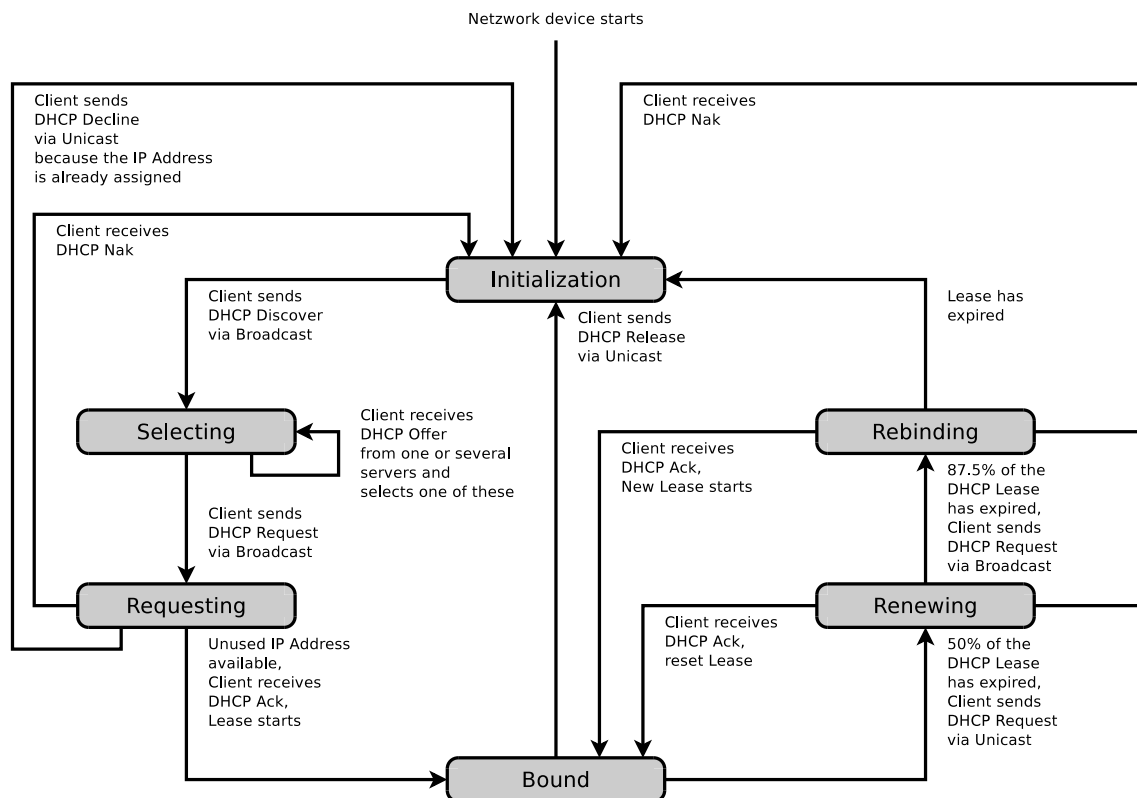 Netzwork device starts
Client sends
DHCP Decline
via Unicast
because the IP Address
is already assigned
Client receives
DHCP Nak
Client receives
DHCP Nak
Initialization
Client sends
DHCP Discover
via Broadcast
Client sends
DHCP Release
via Unicast
Lease has
expired
Selecting
Client receives
DHCP Offer
from one or several
servers and
selects one of these
Rebinding
Client receives
DHCP Ack,
New Lease starts
87.5% of the
DHCP Lease
has expired,
Client sends
DHCP Request
via Broadcast
Client sends
DHCP Request
via Broadcast
Requesting
Renewing
Unused IP Address
available,
Client receives
DHCP Ack,
Lease starts
Client receives
DHCP Ack,
reset Lease
50% of the
DHCP Lease
has expired,
Client sends
DHCP Request
via Unicast
Bound